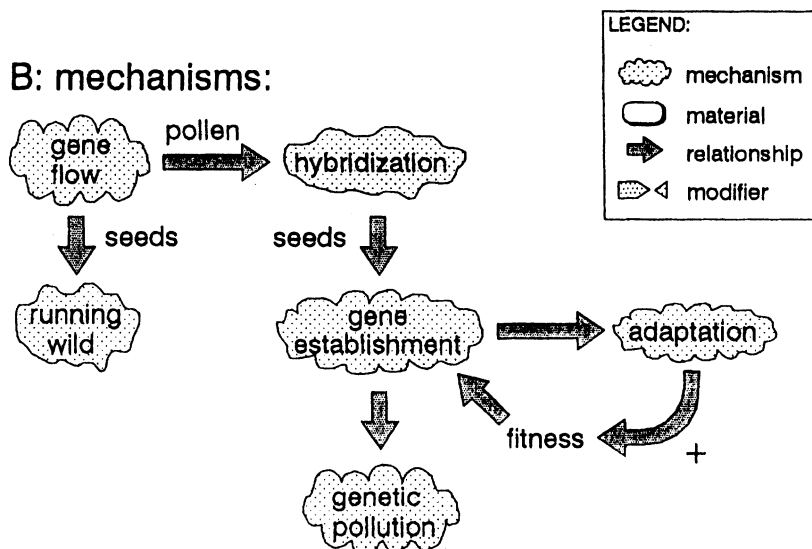 LEGEND:
mechanism
material
relationship
modifier
B: mechanisms:
gene
flow
pollen
hybridization
seeds
seeds
running
wild
gene
establishment
adaptation
fitness
+
genetic
pollution